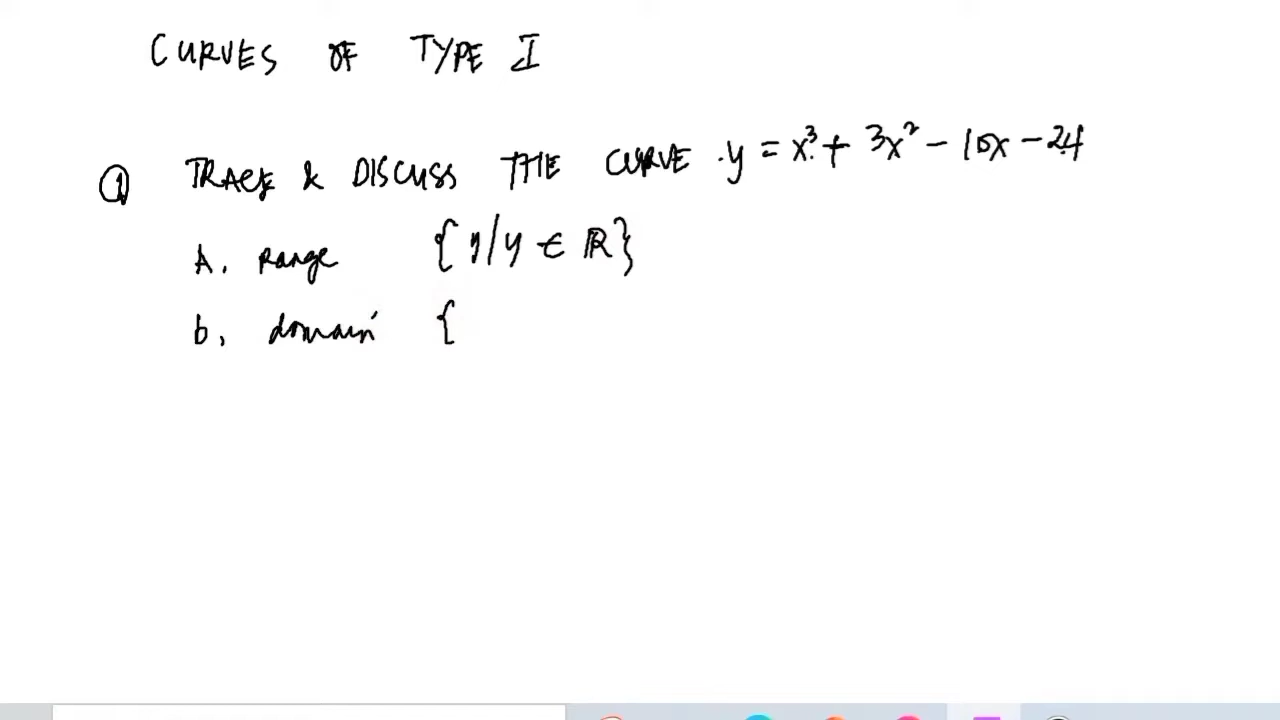 CURVES OF TYPE I
① TRACE & DISCUSS THE CURVE y = x³ + 3x² - 10x - 24
A. range {y/y ∈ ℝ}
b. domain {